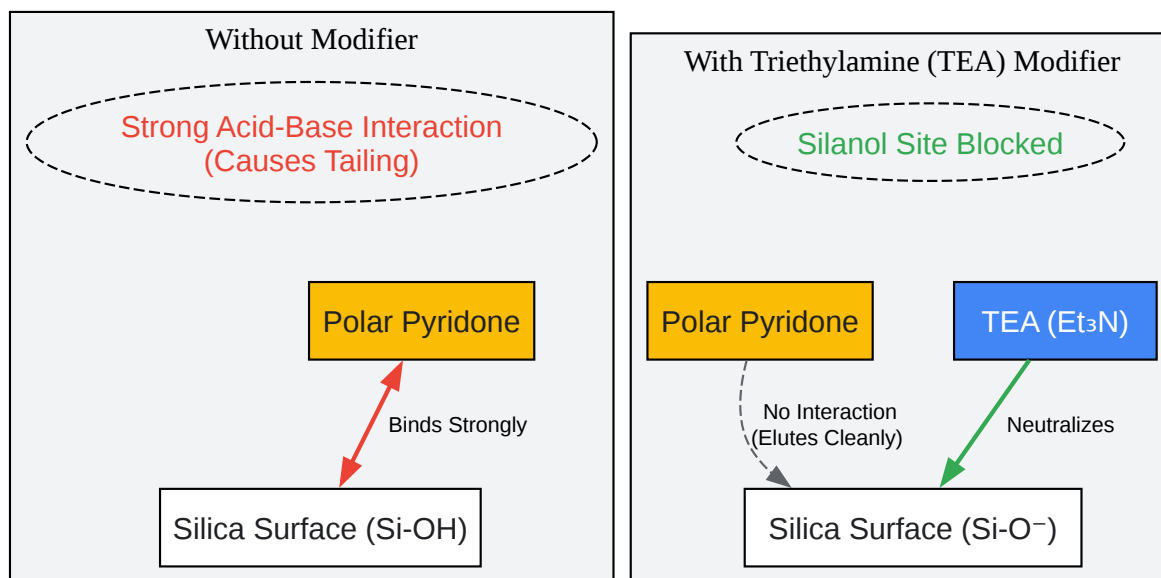 Without Modifier
Strong Acid-Base Interaction
(Causes Tailing)
Polar Pyridone
Binds Strongly
Silica Surface (Si-OH)
With Triethylamine (TEA) Modifier
Silanol Site Blocked
Polar Pyridone
TEA (Et₃N)
No Interaction
(Elutes Cleanly)
Neutralizes
Silica Surface (Si-O⁻)